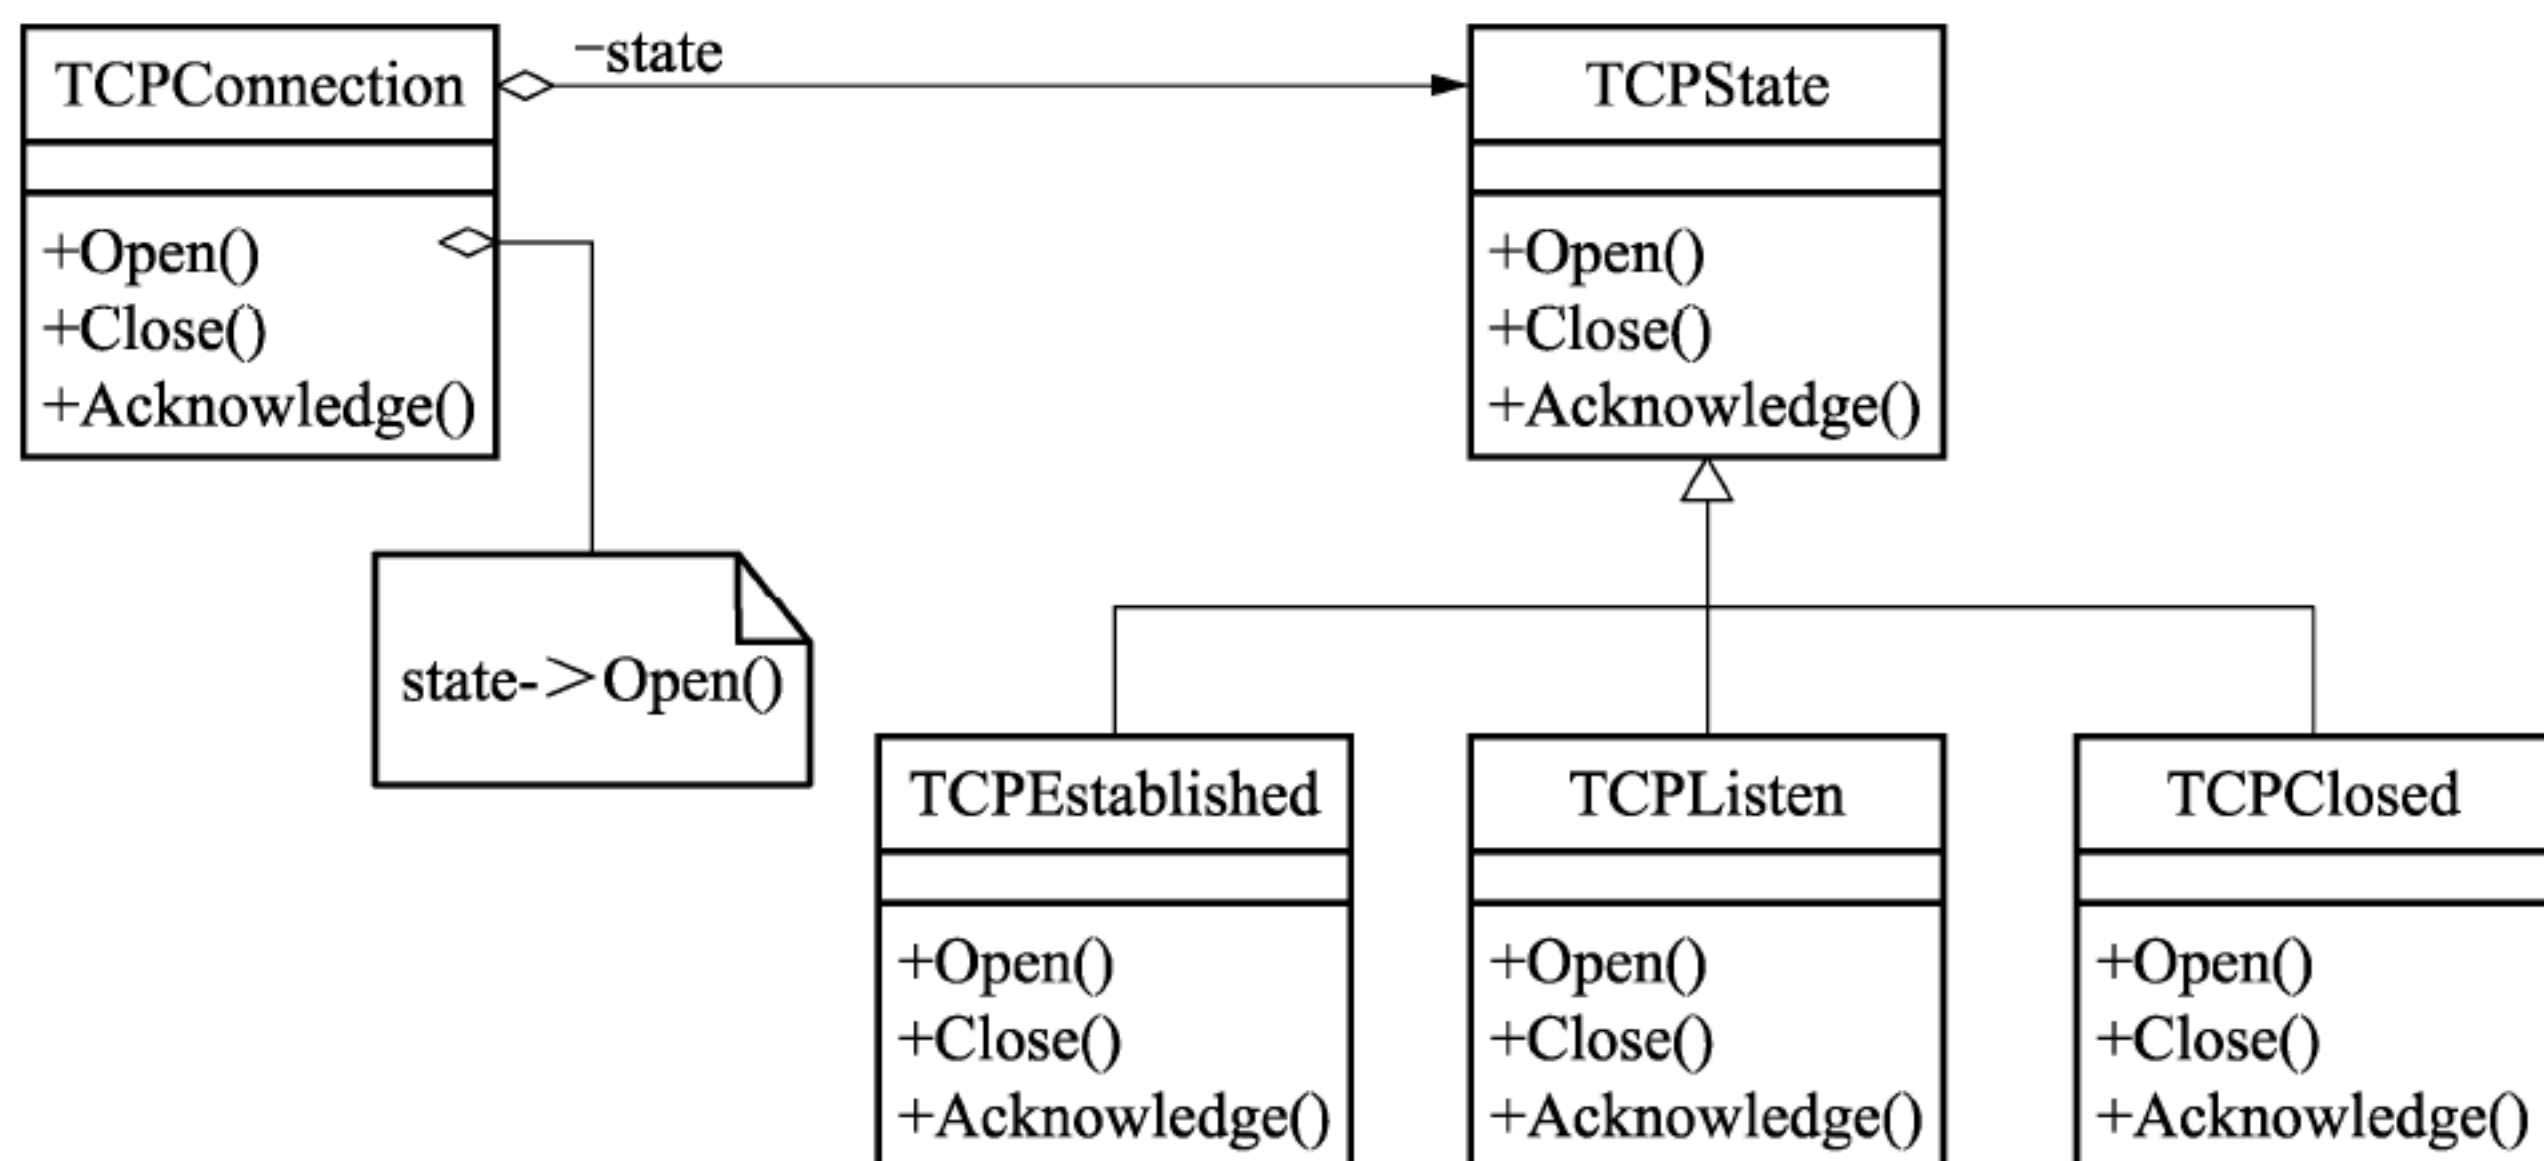 TCPConnection
−state
TCPState
+Open()
+Close()
+Acknowledge()
+Open()
+Close()
+Acknowledge()
state->Open()
TCPEstablished
TCPListen
TCPClosed
+Open()
+Close()
+Acknowledge()
+Open()
+Close()
+Acknowledge()
+Open()
+Close()
+Acknowledge()